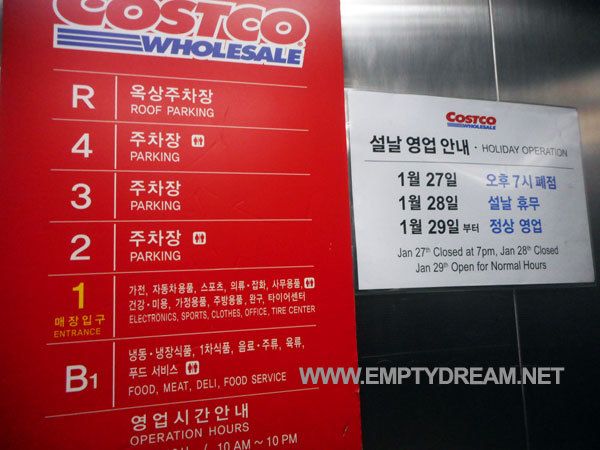 COSTCO
WHOLESALE
R 옥상주차장
ROOF PARKING
4 주차장
PARKING
3 주차장
PARKING
2 주차장
PARKING
1 가전, 자동차용품, 스포츠, 의류·잡화, 사무용품,
매장입구 건강·미용, 가정용품, 주방용품, 완구, 타이어센터
ENTRANCE ELECTRONICS, SPORTS, CLOTHES, OFFICE, TIRE CENTER
B1 냉동·냉장식품, 1차식품, 음료·주류, 육류,
푸드 서비스
FOOD, MEAT, DELI, FOOD SERVICE
영업시간안내
OPERATION HOURS
/ 10 AM ~ 10 PM
COSTCO
WHOLESALE
설날 영업 안내 · HOLIDAY OPERATION
1월 27일 오후 7시 폐점
1월 28일 설날 휴무
1월 29일 부터 정상 영업
Jan 27th Closed at 7pm, Jan 28th Closed
Jan 29th Open for Normal Hours
WWW.EMPTYDREAM.NET